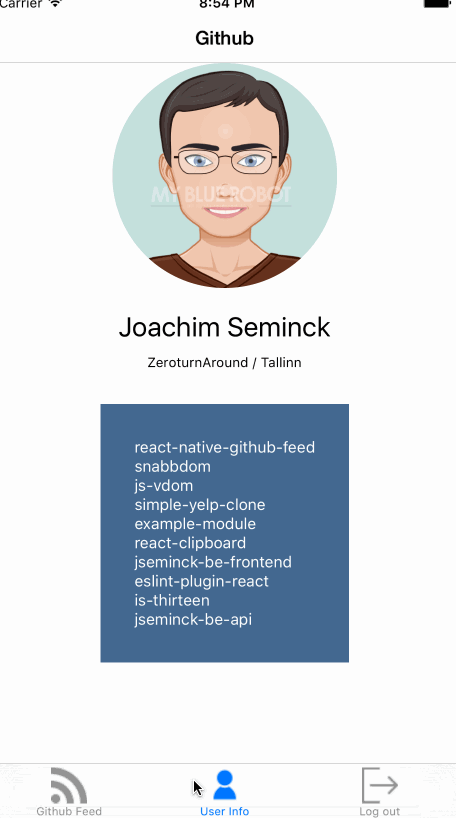 Carrier 8:54 PM
Github
MY BLUE ROBOT
Joachim Seminck
ZeroturnAround / Tallinn
react-native-github-feed
snabbdom
js-vdom
simple-yelp-clone
example-module
react-clipboard
jseminck-be-frontend
eslint-plugin-react
is-thirteen
jseminck-be-api
Github Feed User Info Log out